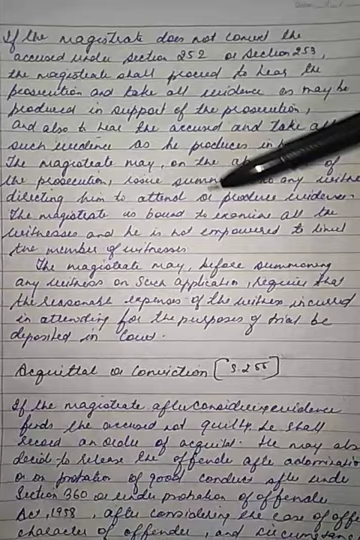 If the magistrate does not convict the
accused under section 252 or section 253,
the magistrate shall proceed to hear the
prosecution and take all evidence as may be
produced in support of the prosecution,
and also to hear the accused and take all
such evidence as he produces in
The magistrate may, on the of
the prosecution, issue summ to any witne
directing him to attend or produce evidence.
The magistrate is bound to examine all the
witnesses and he is not empowered to limit
the number of witnesses
The magistrate may, before summoning
any witness on such application, require that
the reasonable expenses of the witness incurred
in attending for the purposes of trial be
deposited in Court.
Acquittal or Conviction [S.255]
If the magistrate after consider evidence
finds the accused not guilty, he shall
record an order of acquittal. He may also
decide to release the offender after admonition
or on probation of good conduct after under
Section 360 or under probation of offender
Act, 1958, after considering the case of offe
character of offender, and circumstan